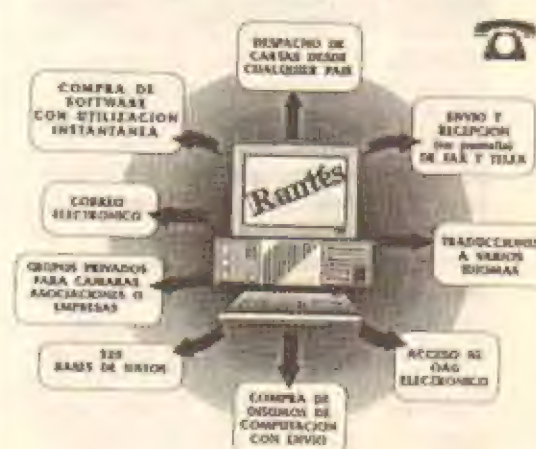 DESPACHO DE
CARTAS DESDE
CUALQUIER PAIS
COMPRA DE
SOFTWARE
CON UTILIZACION
INSTANTANEA
ENVIO Y
RECEPCION
(en pantalla)
DE FAX Y TELEX
Rantés
CORREO
ELECTRONICO
TRADUCCIONES
A VARIOS
IDIOMAS
GRUPOS PRIVADOS
PARA CAMARAS
ASOCIACIONES O
EMPRESAS
BASES DE DATOS
ACCESO AL
OAG
ELECTRONICO
COMPRA DE
INSUMOS DE
COMPUTACION
CON ENVIO